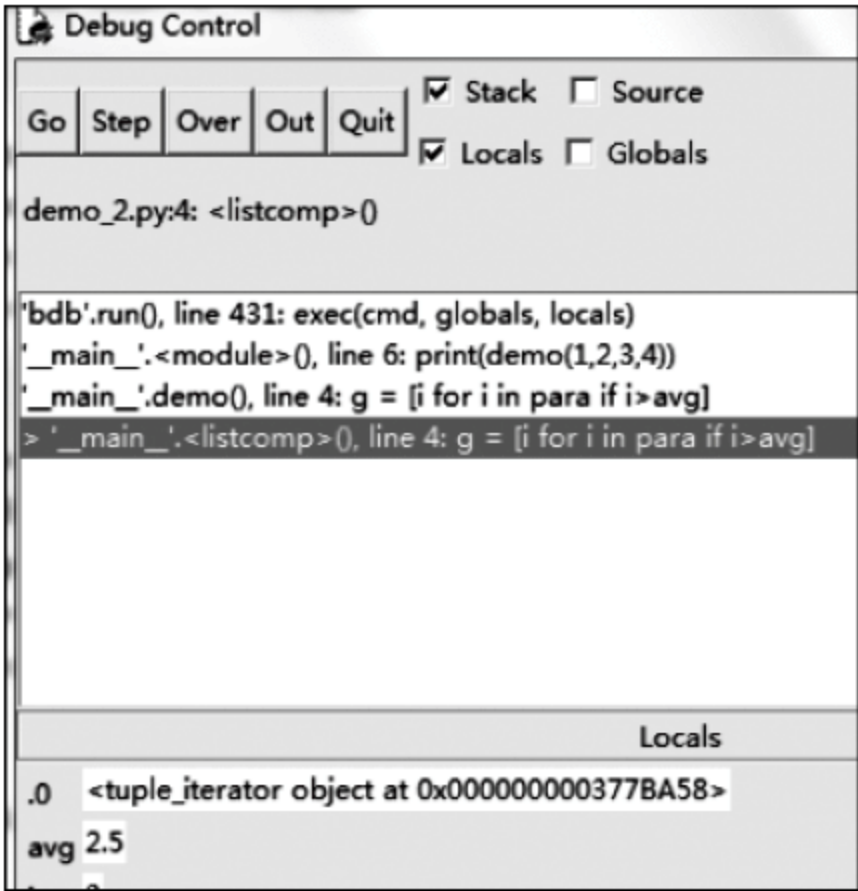 Debug Control
Go Step Over Out Quit
Stack Source
Locals Globals
demo_2.py:4: <listcomp>()
'bdb'.run(), line 431: exec(cmd, globals, locals)
'__main__'.<module>(), line 6: print(demo(1,2,3,4))
'__main__'.demo(), line 4: g = [i for i in para if i>avg]
> '__main__'.<listcomp>(), line 4: g = [i for i in para if i>avg]
Locals
.0 <tuple_iterator object at 0x000000000377BA58>
avg 2.5